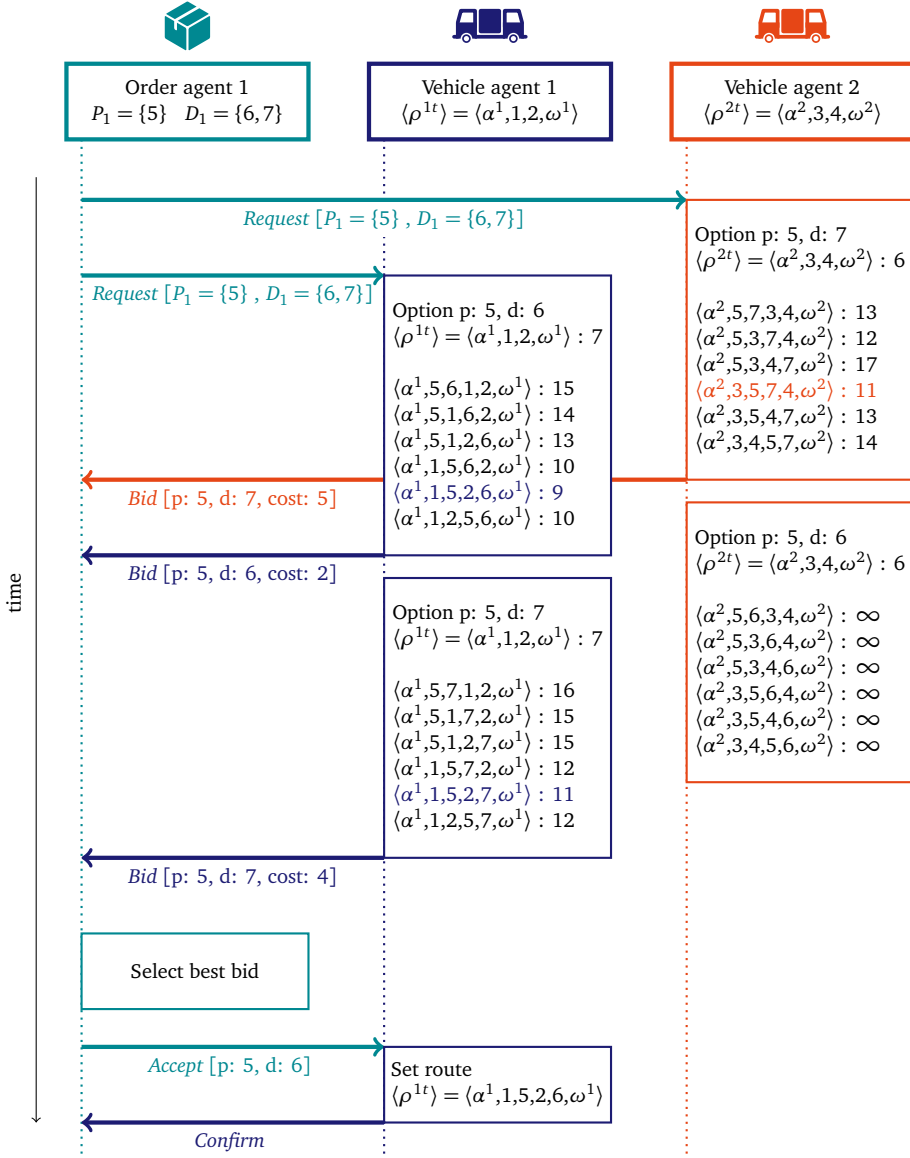 Order agent 1
P₁ = {5} D₁ = {6,7}
Vehicle agent 1
⟨ρ¹ᵗ⟩ = ⟨α¹,1,2,ω¹⟩
Vehicle agent 2
⟨ρ²ᵗ⟩ = ⟨α²,3,4,ω²⟩
time
Request [P₁ = {5} , D₁ = {6,7}]
Option p: 5, d: 7
⟨ρ²ᵗ⟩ = ⟨α²,3,4,ω²⟩ : 6
⟨α²,5,7,3,4,ω²⟩ : 13
⟨α²,5,3,7,4,ω²⟩ : 12
⟨α²,5,3,4,7,ω²⟩ : 17
⟨α²,3,5,7,4,ω²⟩ : 11
⟨α²,3,5,4,7,ω²⟩ : 13
⟨α²,3,4,5,7,ω²⟩ : 14
Request [P₁ = {5} , D₁ = {6,7}]
Option p: 5, d: 6
⟨ρ¹ᵗ⟩ = ⟨α¹,1,2,ω¹⟩ : 7
⟨α¹,5,6,1,2,ω¹⟩ : 15
⟨α¹,5,1,6,2,ω¹⟩ : 14
⟨α¹,5,1,2,6,ω¹⟩ : 13
⟨α¹,1,5,6,2,ω¹⟩ : 10
⟨α¹,1,5,2,6,ω¹⟩ : 9
⟨α¹,1,2,5,6,ω¹⟩ : 10
Bid [p: 5, d: 7, cost: 5]
Option p: 5, d: 6
⟨ρ²ᵗ⟩ = ⟨α²,3,4,ω²⟩ : 6
⟨α²,5,6,3,4,ω²⟩ : ∞
⟨α²,5,3,6,4,ω²⟩ : ∞
⟨α²,5,3,4,6,ω²⟩ : ∞
⟨α²,3,5,6,4,ω²⟩ : ∞
⟨α²,3,5,4,6,ω²⟩ : ∞
⟨α²,3,4,5,6,ω²⟩ : ∞
Bid [p: 5, d: 6, cost: 2]
Option p: 5, d: 7
⟨ρ¹ᵗ⟩ = ⟨α¹,1,2,ω¹⟩ : 7
⟨α¹,5,7,1,2,ω¹⟩ : 16
⟨α¹,5,1,7,2,ω¹⟩ : 15
⟨α¹,5,1,2,7,ω¹⟩ : 15
⟨α¹,1,5,7,2,ω¹⟩ : 12
⟨α¹,1,5,2,7,ω¹⟩ : 11
⟨α¹,1,2,5,7,ω¹⟩ : 12
Bid [p: 5, d: 7, cost: 4]
Select best bid
Accept [p: 5, d: 6]
Set route
⟨ρ¹ᵗ⟩ = ⟨α¹,1,5,2,6,ω¹⟩
Confirm